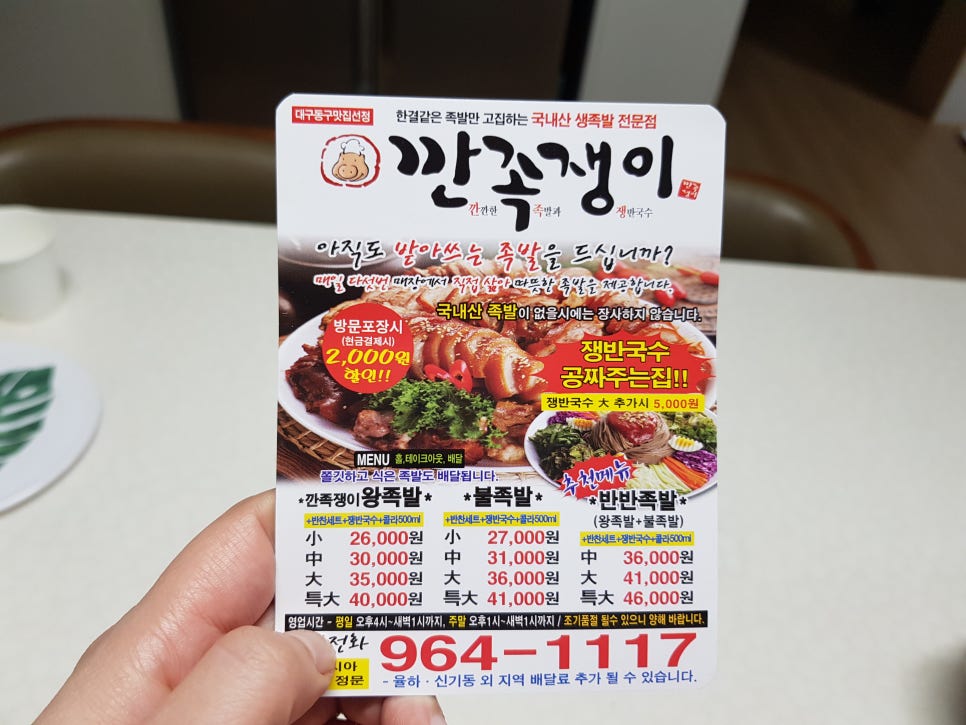 대구동구맛집선정
한결같은 족발만 고집하는 국내산 생족발 전문점
깐족쟁이
깐깐한 족발과 쟁반국수
아직도 받아쓰는 족발을 드십니까?
매일 다섯번 매장에서 직접 삶아 따뜻한 족발을 제공합니다.
국내산 족발이 없을시에는 장사하지 않습니다.
방문포장시
(현금결제시)
2,000원
할인!!
쟁반국수
공짜주는집!!
쟁반국수 大 추가시 5,000원
MENU 홀,테이크아웃, 배달
쫄깃하고 식은 족발도 배달됩니다.
추천메뉴
*깐족쟁이왕족발*
+반찬세트+쟁반국수+콜라500ml
小 26,000원
中 30,000원
大 35,000원
特大 40,000원
*불족발*
+반찬세트+쟁반국수+콜라500ml
小 27,000원
中 31,000원
大 36,000원
特大 41,000원
*반반족발*
(왕족발+불족발)
+반찬세트+쟁반국수+콜라500ml
中 36,000원
大 41,000원
特大 46,000원
영업시간 - 평일 오후4시~새벽1시까지, 주말 오후1시~새벽1시까지 / 조기품절 될수 있으니 양해 바랍니다.
전화 964-1117
시아
정문
- 율하·신기동 외 지역 배달료 추가 될 수 있습니다.